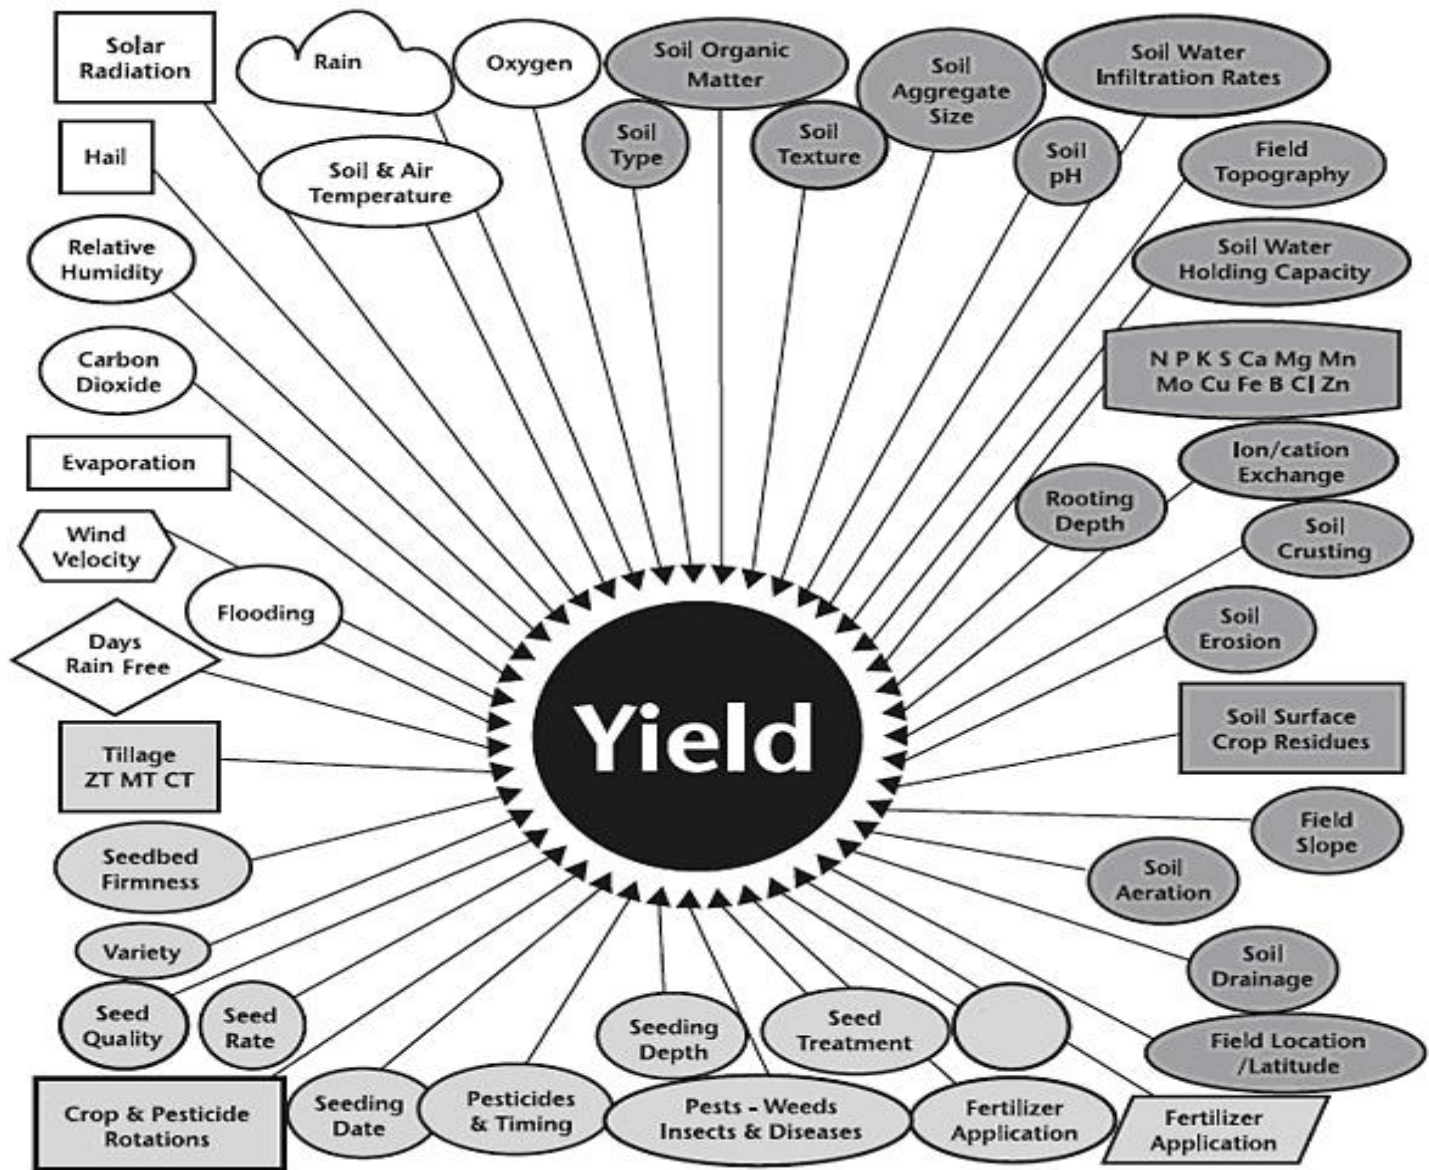 Solar
Radiation
Rain
Oxygen
Soil Organic
Matter
Soil
Aggregate
Size
Soil Water
Infiltration Rates
Hail
Soil & Air
Temperature
Soil
Type
Soil
Texture
Soil
pH
Field
Topography
Relative
Humidity
Soil Water
Holding Capacity
Carbon
Dioxide
N P K S Ca Mg Mn
Mo Cu Fe B Cl Zn
Evaporation
Ion/cation
Exchange
Rooting
Depth
Wind
Velocity
Soil
Crusting
Flooding
Days
Rain Free
Soil
Erosion
Yield
Tillage
ZT MT CT
Soil Surface
Crop Residues
Seedbed
Firmness
Field
Slope
Soil
Aeration
Variety
Soil
Drainage
Seed
Quality
Seed
Rate
Seeding
Depth
Seed
Treatment
Field Location
/Latitude
Crop & Pesticide
Rotations
Seeding
Date
Pesticides
& Timing
Pests - Weeds
Insects & Diseases
Fertilizer
Application
Fertilizer
Application